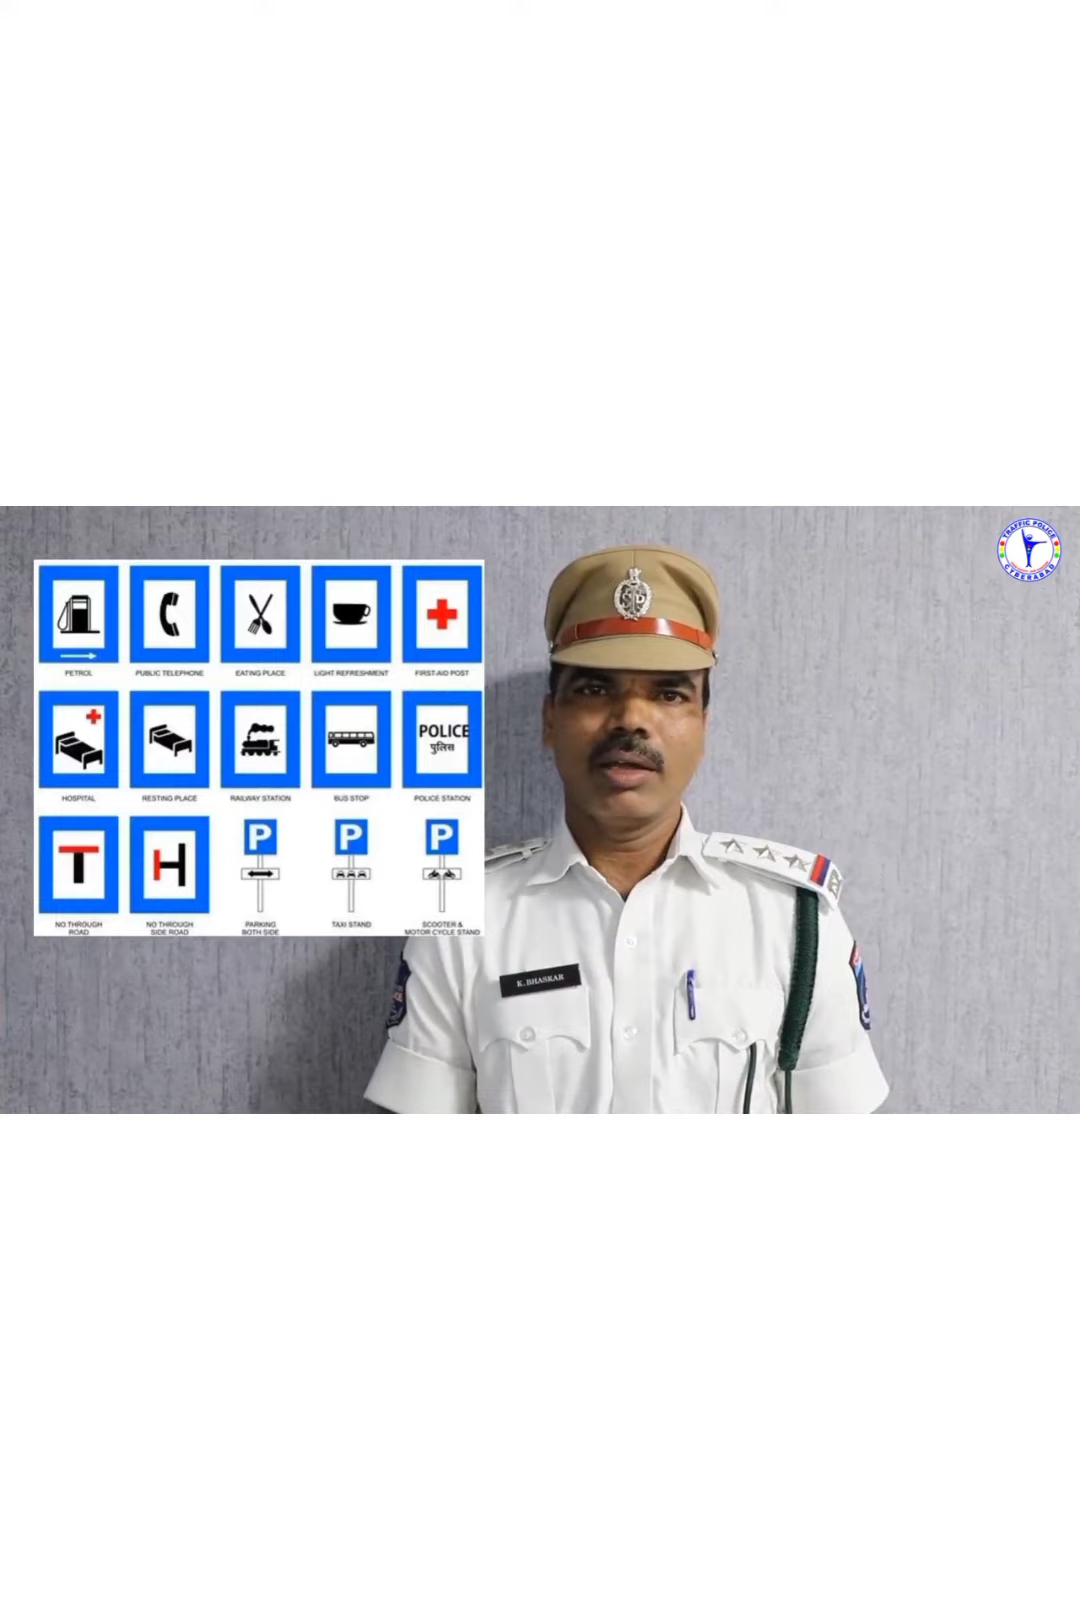 PETROL
PUBLIC TELEPHONE
EATING PLACE
LIGHT REFRESHMENT
FIRST-AID POST
POLICE
पुलिस
HOSPITAL
RESTING PLACE
RAILWAY STATION
BUS STOP
POLICE STATION
P
P
P
NO THROUGH
ROAD
NO THROUGH
SIDE ROAD
PARKING
BOTH SIDE
TAXI STAND
SCOOTER &
MOTOR CYCLE STAND
TRAFFIC POLICE
CYBERABAD
K. BHASKAR